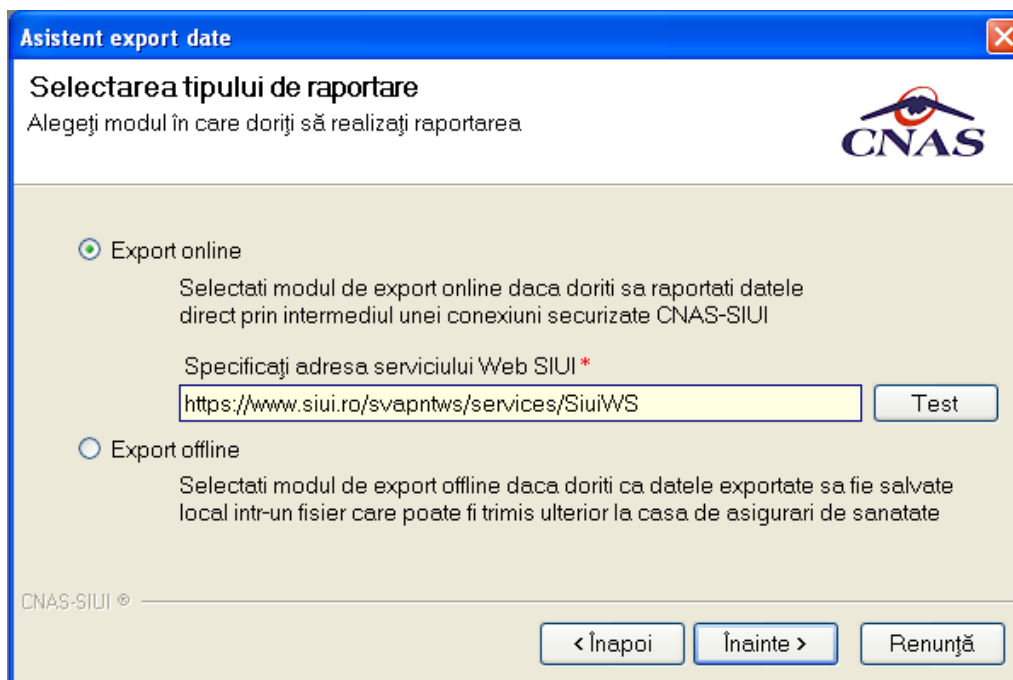 Asistent export date
Selectarea tipului de raportare
Alegeţi modul în care doriţi să realizaţi raportarea
CNAS
Export online
Selectati modul de export online daca doriti sa raportati datele
direct prin intermediul unei conexiuni securizate CNAS-SIUI
Specificaţi adresa serviciului Web SIUI *
https://www.siui.ro/svapntws/services/SiuiWS
Test
Export offline
Selectati modul de export offline daca doriti ca datele exportate sa fie salvate
local intr-un fisier care poate fi trimis ulterior la casa de asigurari de sanatate
CNAS-SIUI ®
< Înapoi
Înainte >
Renunţă